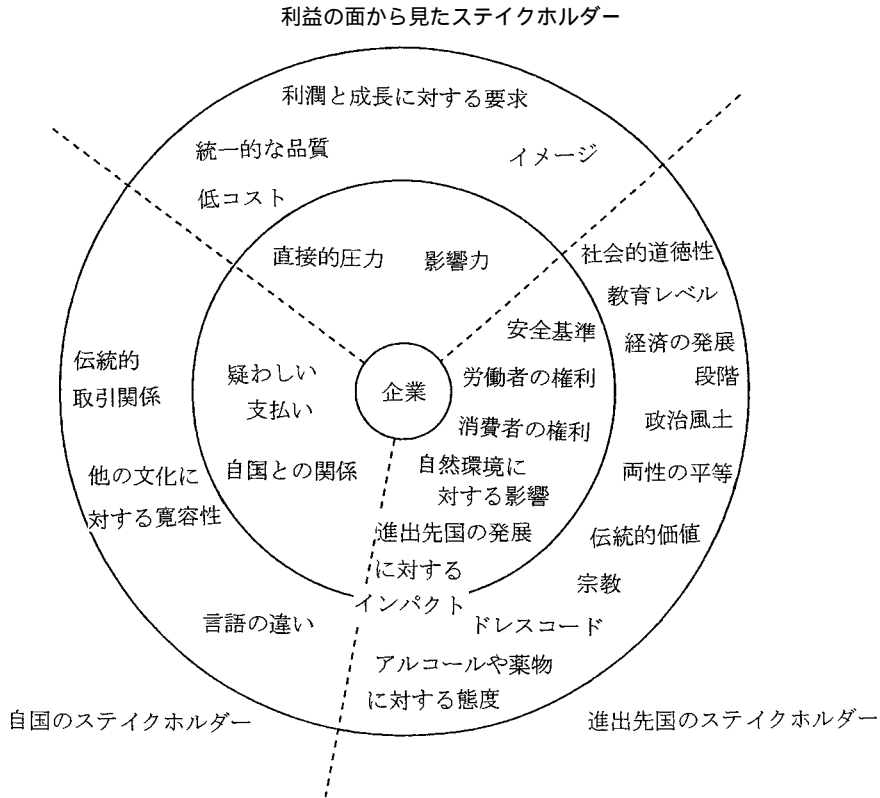 利益の面から見たステイクホルダー
利潤と成長に対する要求
統一的な品質
イメージ
低コスト
直接的圧力
影響力
社会的道徳性
教育レベル
安全基準
経済の発展
段階
伝統的
取引関係
疑わしい
支払い
企業
労働者の権利
消費者の権利
政治風土
他の文化に
対する寛容性
自国との関係
自然環境に
対する影響
両性の平等
進出先国の発展
に対する
インパクト
伝統的価値
宗教
言語の違い
ドレスコード
アルコールや薬物
に対する態度
自国のステイクホルダー
進出先国のステイクホルダー